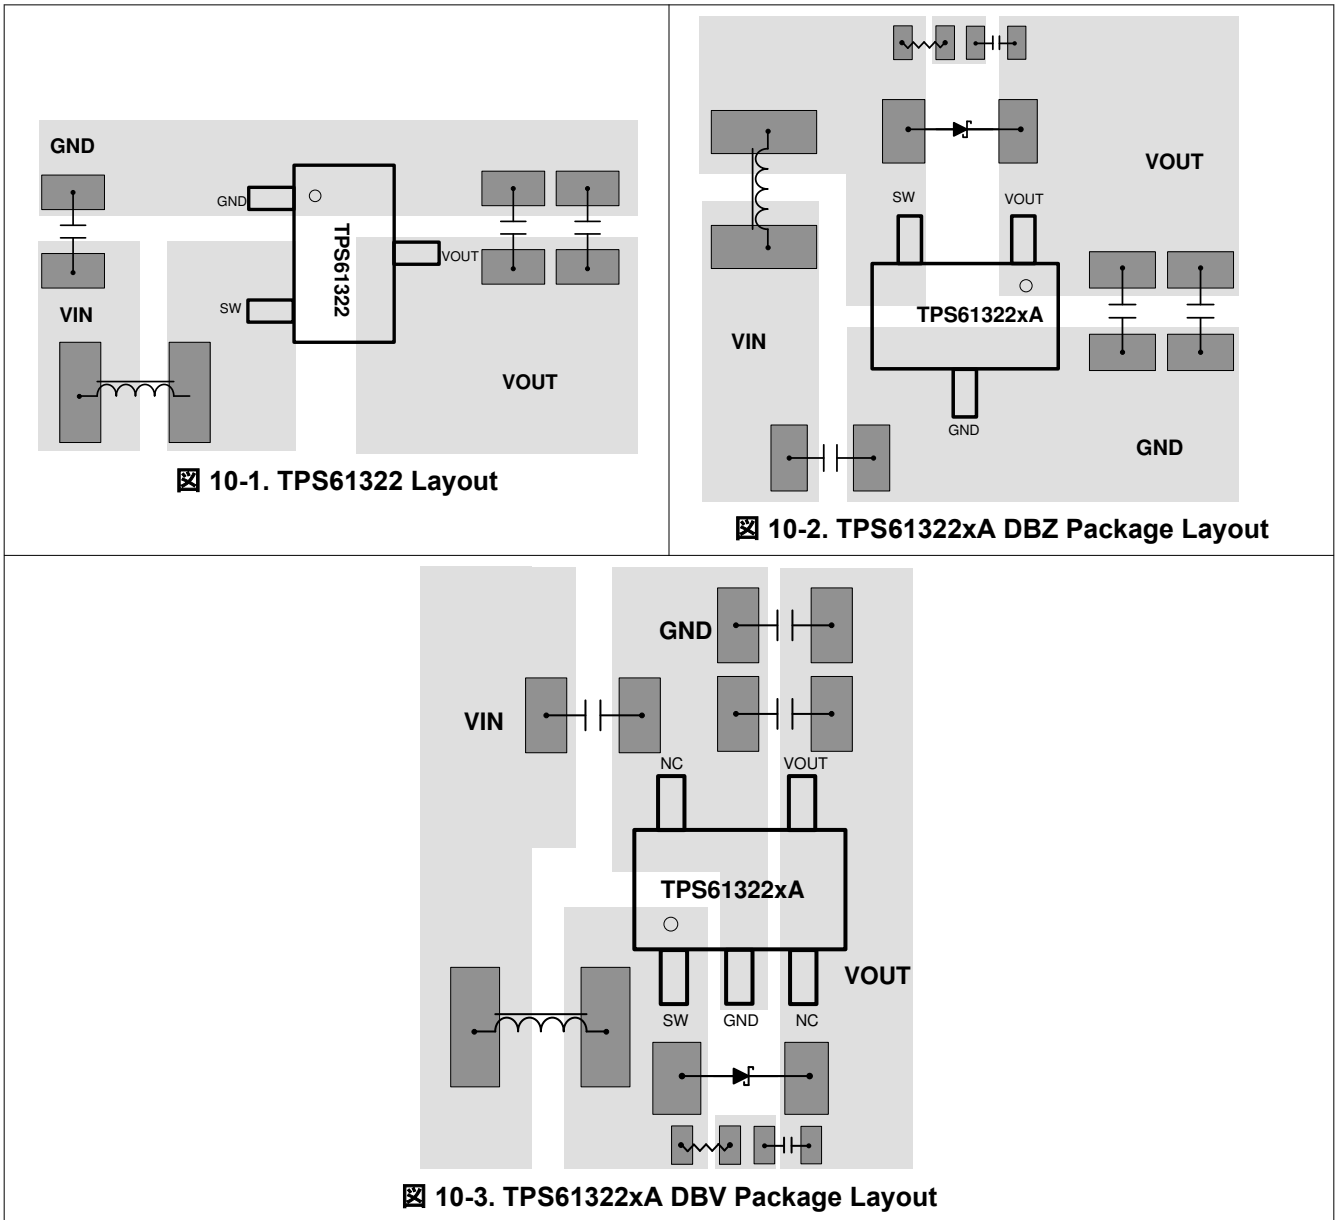 GND
GND
TPS61322
VOUT
SW
VIN
VOUT
図 10-1. TPS61322 Layout
VOUT
SW
VOUT
TPS61322xA
VIN
GND
GND
図 10-2. TPS61322xA DBZ Package Layout
GND
VIN
NC
VOUT
TPS61322xA
VOUT
SW
GND
NC
図 10-3. TPS61322xA DBV Package Layout